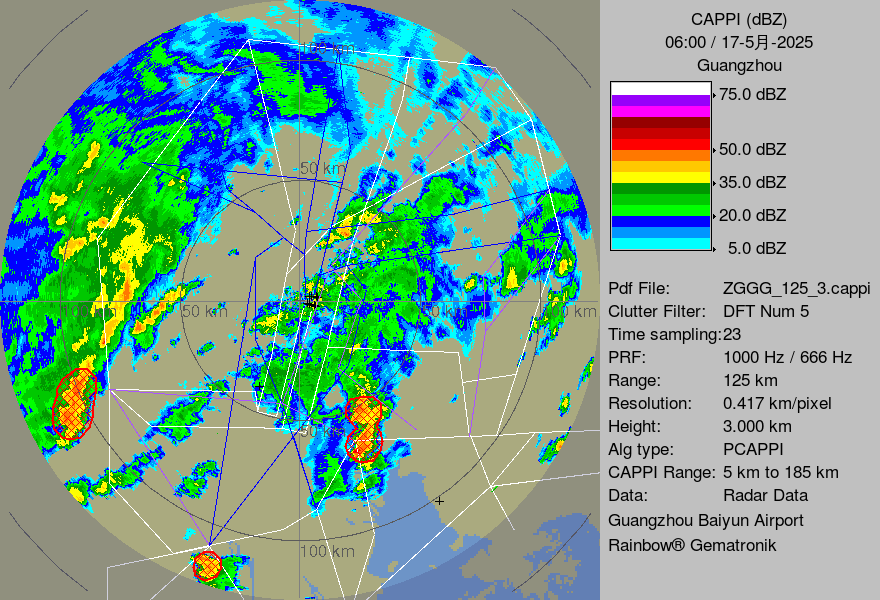 CAPPI (dBZ)
06:00 / 17-5月-2025
Guangzhou
75.0 dBZ
50.0 dBZ
35.0 dBZ
20.0 dBZ
5.0 dBZ
Pdf File: ZGGG_125_3.cappi
Clutter Filter: DFT Num 5
Time sampling:23
PRF: 1000 Hz / 666 Hz
Range: 125 km
Resolution: 0.417 km/pixel
Height: 3.000 km
Alg type: PCAPPI
CAPPI Range: 5 km to 185 km
Data: Radar Data
Guangzhou Baiyun Airport
Rainbow® Gematronik
100 km
50 km
100 km
50 km
50 km
100 km
50 km
100 km